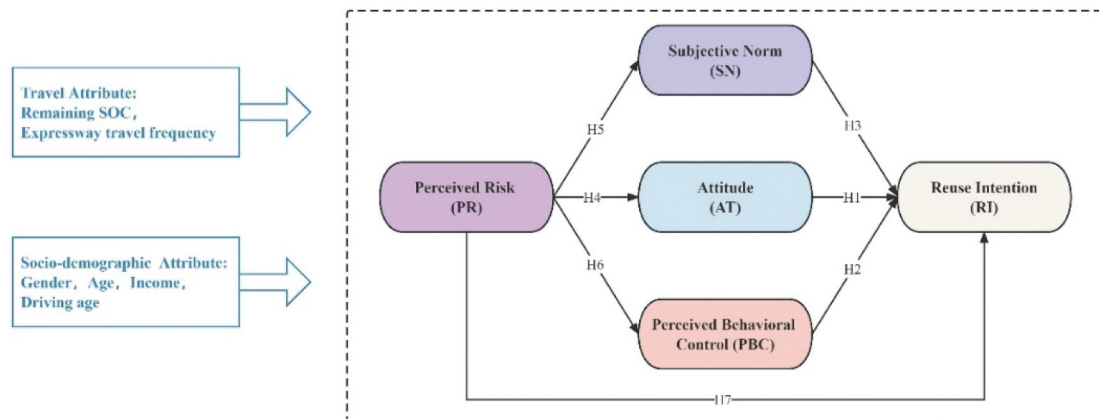 Travel Attribute:
Remaining SOC,
Expressway travel frequency
Socio-demographic Attribute:
Gender, Age, Income,
Driving age
Subjective Norm
(SN)
H5
H3
Perceived Risk
(PR)
H4
Attitude
(AT)
H1
Reuse Intention
(RI)
H6
H2
Perceived Behavioral
Control (PBC)
H7